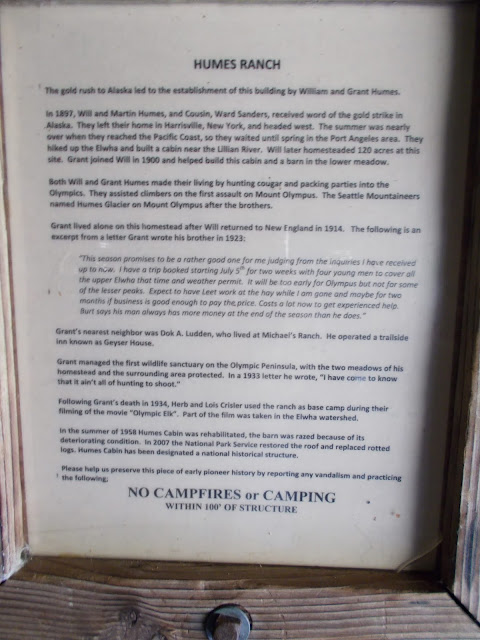 HUMES RANCH
The gold rush to Alaska led to the establishment of this building by William and Grant Humes.
In 1897, Will and Martin Humes, and Cousin, Ward Sanders, received word of the gold strike in
Alaska. They left their home in Harrisville, New York, and headed west. The summer was nearly
over when they reached the Pacific Coast, so they waited until spring in the Port Angeles area. They
hiked up the Elwha and built a cabin near the Lillian River. Will later homesteaded 120 acres at this
site. Grant joined Will in 1900 and helped build this cabin and a barn in the lower meadow.
Both Will and Grant Humes made their living by hunting cougar and packing parties into the
Olympics. They assisted climbers on the first assault on Mount Olympus. The Seattle Mountaineers
named Humes Glacier on Mount Olympus after the brothers.
Grant lived alone on this homestead after Will returned to New England in 1914. The following is an
excerpt from a letter Grant wrote his brother in 1923;
"This season promises to be a rather good one for me judging from the inquiries I have received
up to now. I have a trip booked starting July 5th for two weeks with four young men to cover all
the upper Elwha that time and weather permit. It will be too early for Olympus but not for some
of the lesser peaks. Expect to have Leet work at the hay while I am gone and maybe for two
months if business is good enough to pay the price. Costs a lot now to get experienced help.
Burt says his man always has more money at the end of the season than he does."
Grant's nearest neighbor was Dok A. Ludden, who lived at Michael's Ranch. He operated a trailside
inn known as Geyser House.
Grant managed the first wildlife sanctuary on the Olympic Peninsula, with the two meadows of his
homestead and the surrounding area protected. In a 1933 letter he wrote, "I have come to know
that it ain't all of hunting to shoot."
Following Grant's death in 1934, Herb and Lois Crisler used the ranch as base camp during their
filming of the movie "Olympic Elk". Part of the film was taken in the Elwha watershed.
In the summer of 1958 Humes Cabin was rehabilitated, the barn was razed because of its
deteriorating condition. In 2007 the National Park Service restored the roof and replaced rotted
logs. Humes Cabin has been designated a national historical structure.
Please help us preserve this piece of early pioneer history by reporting any vandalism and practicing
the following;
NO CAMPFIRES or CAMPING
WITHIN 100' OF STRUCTURE